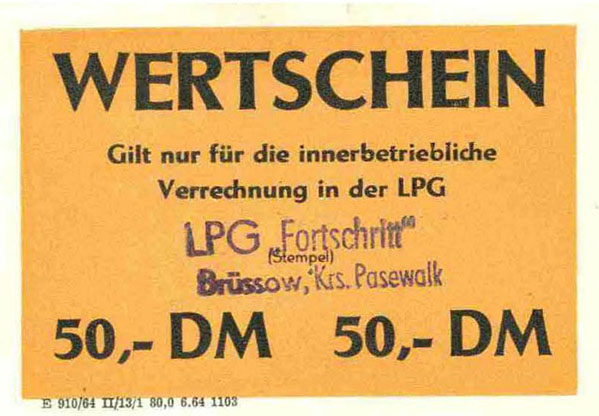 WERTSCHEIN
Gilt nur für die innerbetriebliche
Verrechnung in der LPG
LPG „Fortschritt“
(Stempel)
Brüssow, Krs. Pasewalk
50,- DM 50,- DM
E 910/64 II/13/1 80,0 6.64 1103